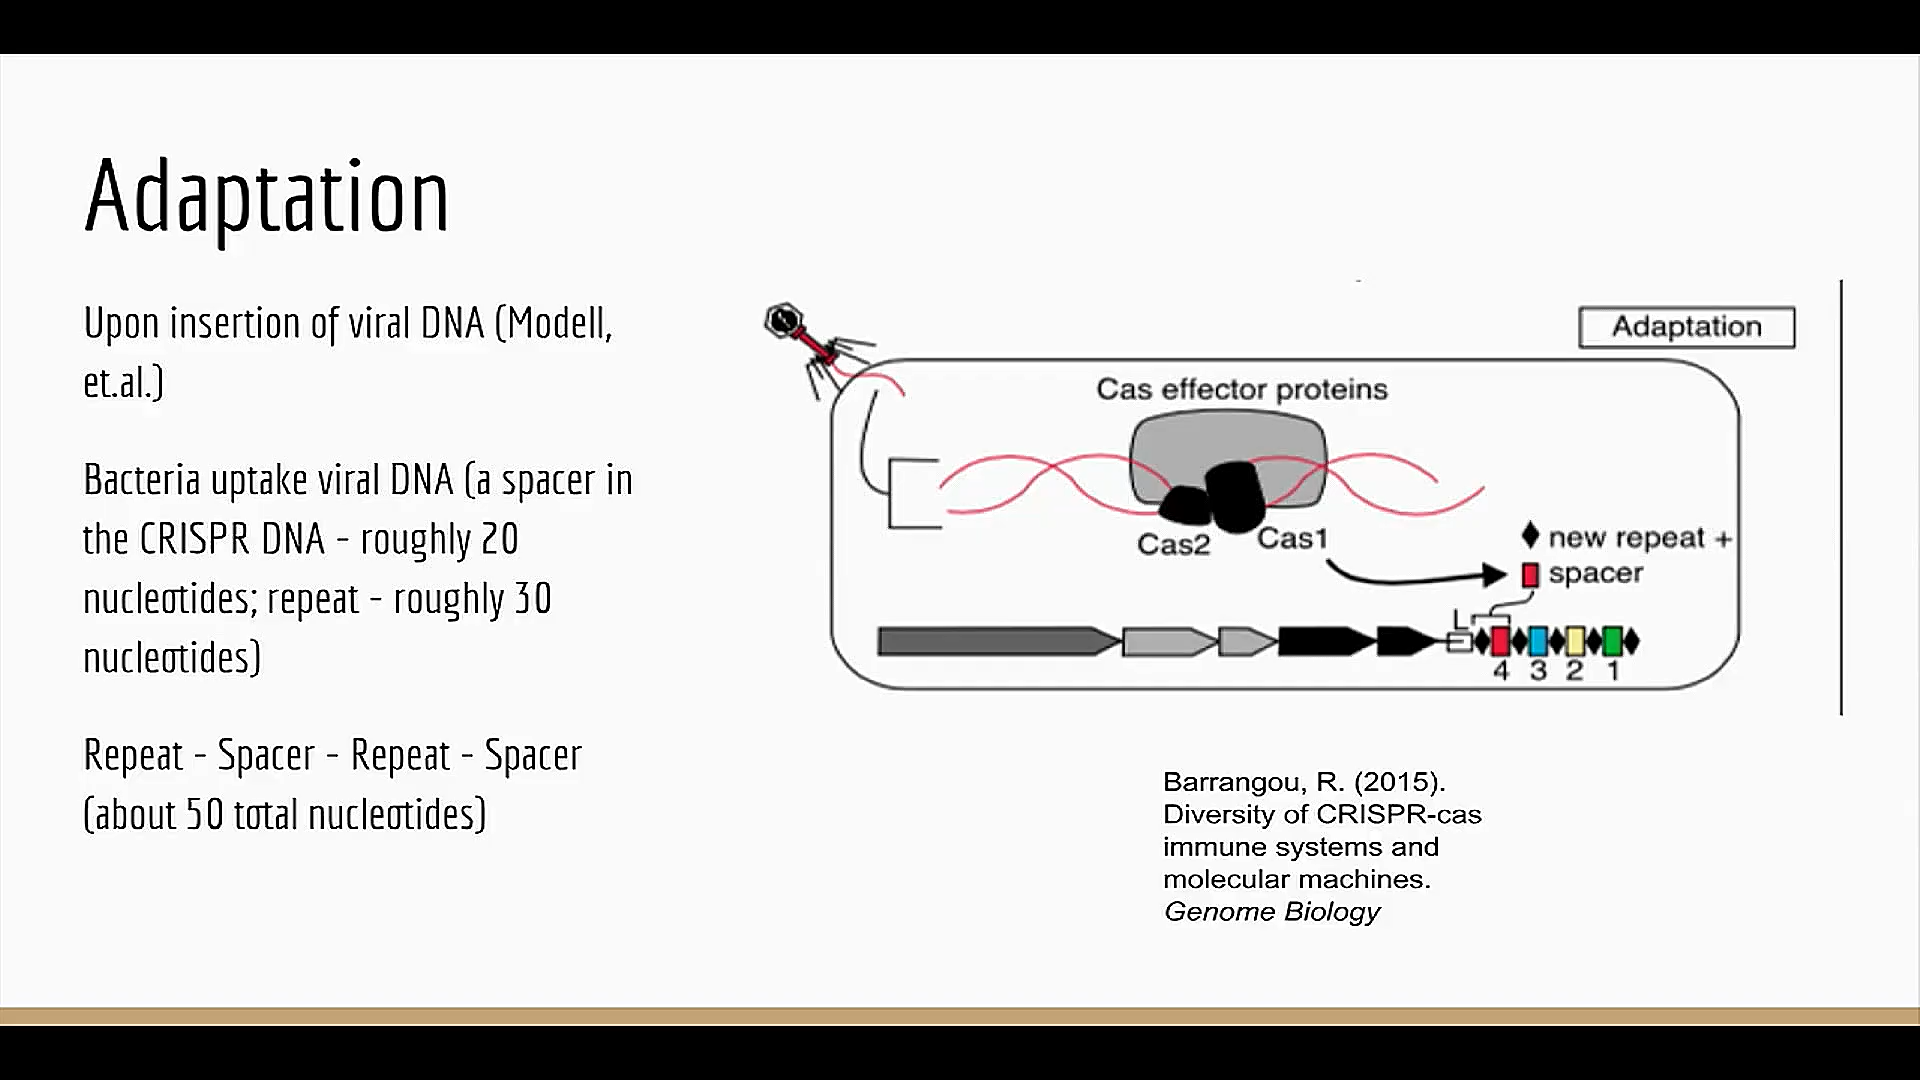 Adaptation
Upon insertion of viral DNA (Modell,
et.al.)
Bacteria uptake viral DNA (a spacer in
the CRISPR DNA - roughly 20
nucleotides; repeat - roughly 30
nucleotides)
Repeat - Spacer - Repeat - Spacer
(about 50 total nucleotides)
Adaptation
Cas effector proteins
Cas2
Cas1
new repeat +
spacer
L
4 3 2 1
Barrangou, R. (2015).
Diversity of CRISPR-cas
immune systems and
molecular machines.
Genome Biology